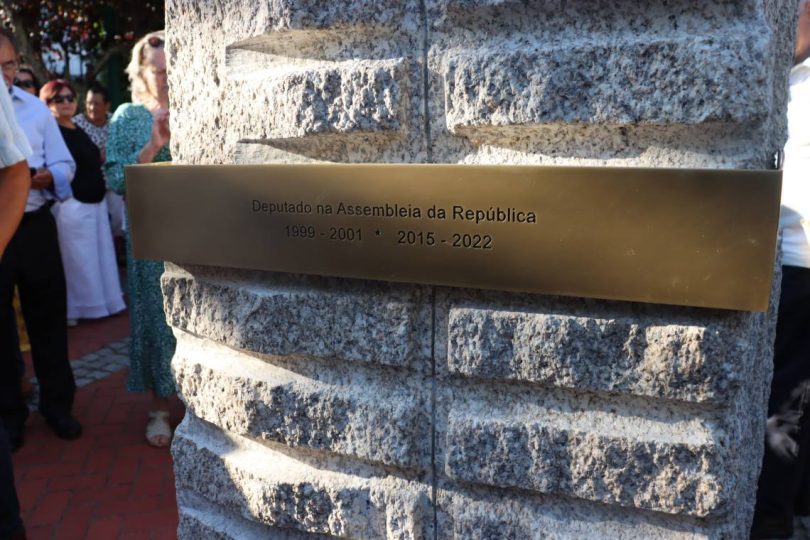 Deputado na Assembleia da República
1999 - 2001 * 2015 - 2022